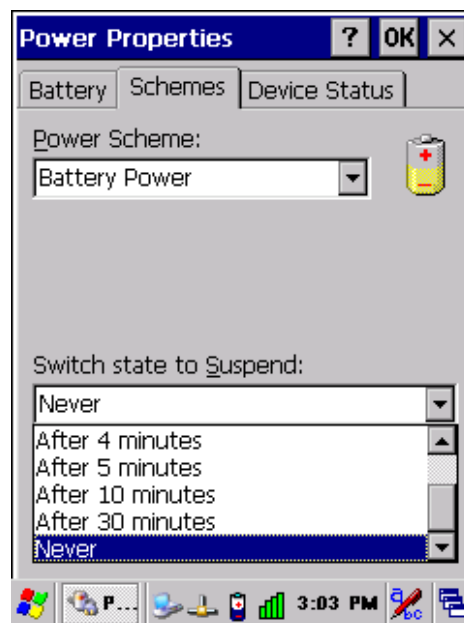 Power Properties ? OK ×
Battery Schemes Device Status
Power Scheme:
Battery Power
Switch state to Suspend:
Never
After 4 minutes
After 5 minutes
After 10 minutes
After 30 minutes
Never
P... 3:03 PM abc